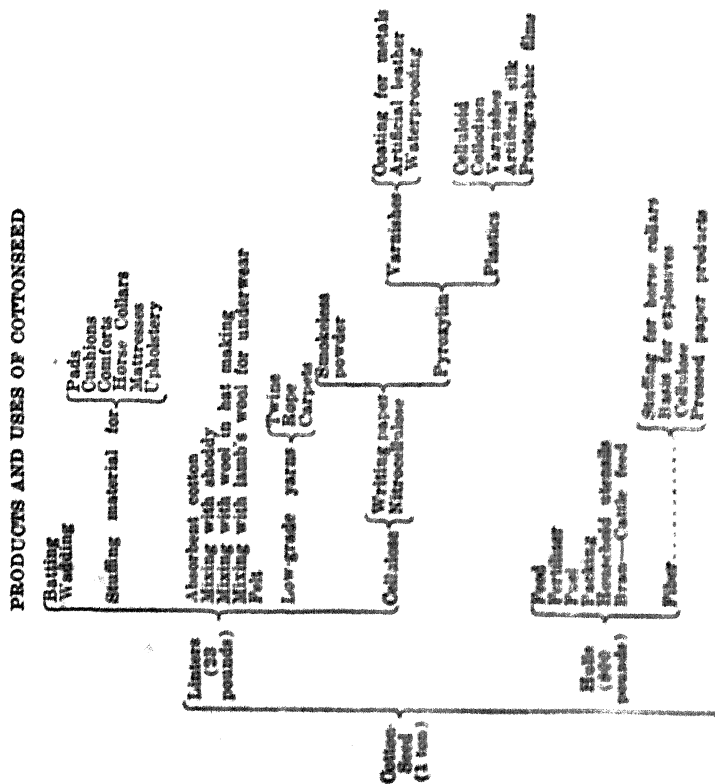 PRODUCTS AND USES OF COTTONSEED
Cotton-
Seed
(1 ton)
Linters
(23
pounds)
Batting
Wadding
Stuffing material for
Pads
Cushions
Comforts
Horse Collars
Mattresses
Upholstery
Absorbent cotton
Mixing with shoddy
Mixing with wool in hat making
Mixing with lamb's wool for underwear
Felt
Low-grade yarns
Twine
Rope
Carpets
Cellulose
Writing paper
Nitrocellulose
Smokeless
powder
Pyroxylin
Varnishes
Coating for metals
Artificial leather
Waterproofing
Plastics
Celluloid
Collodion
Varnishes
Artificial silk
Photographic films
Hulls
pounds)
Feed
Fertilizer
Fuel
Packing
Household utensils
Bran—Cattle feed
Fiber
Stuffing for horse collars
Basis for explosives
Cellulose
Pressed paper products